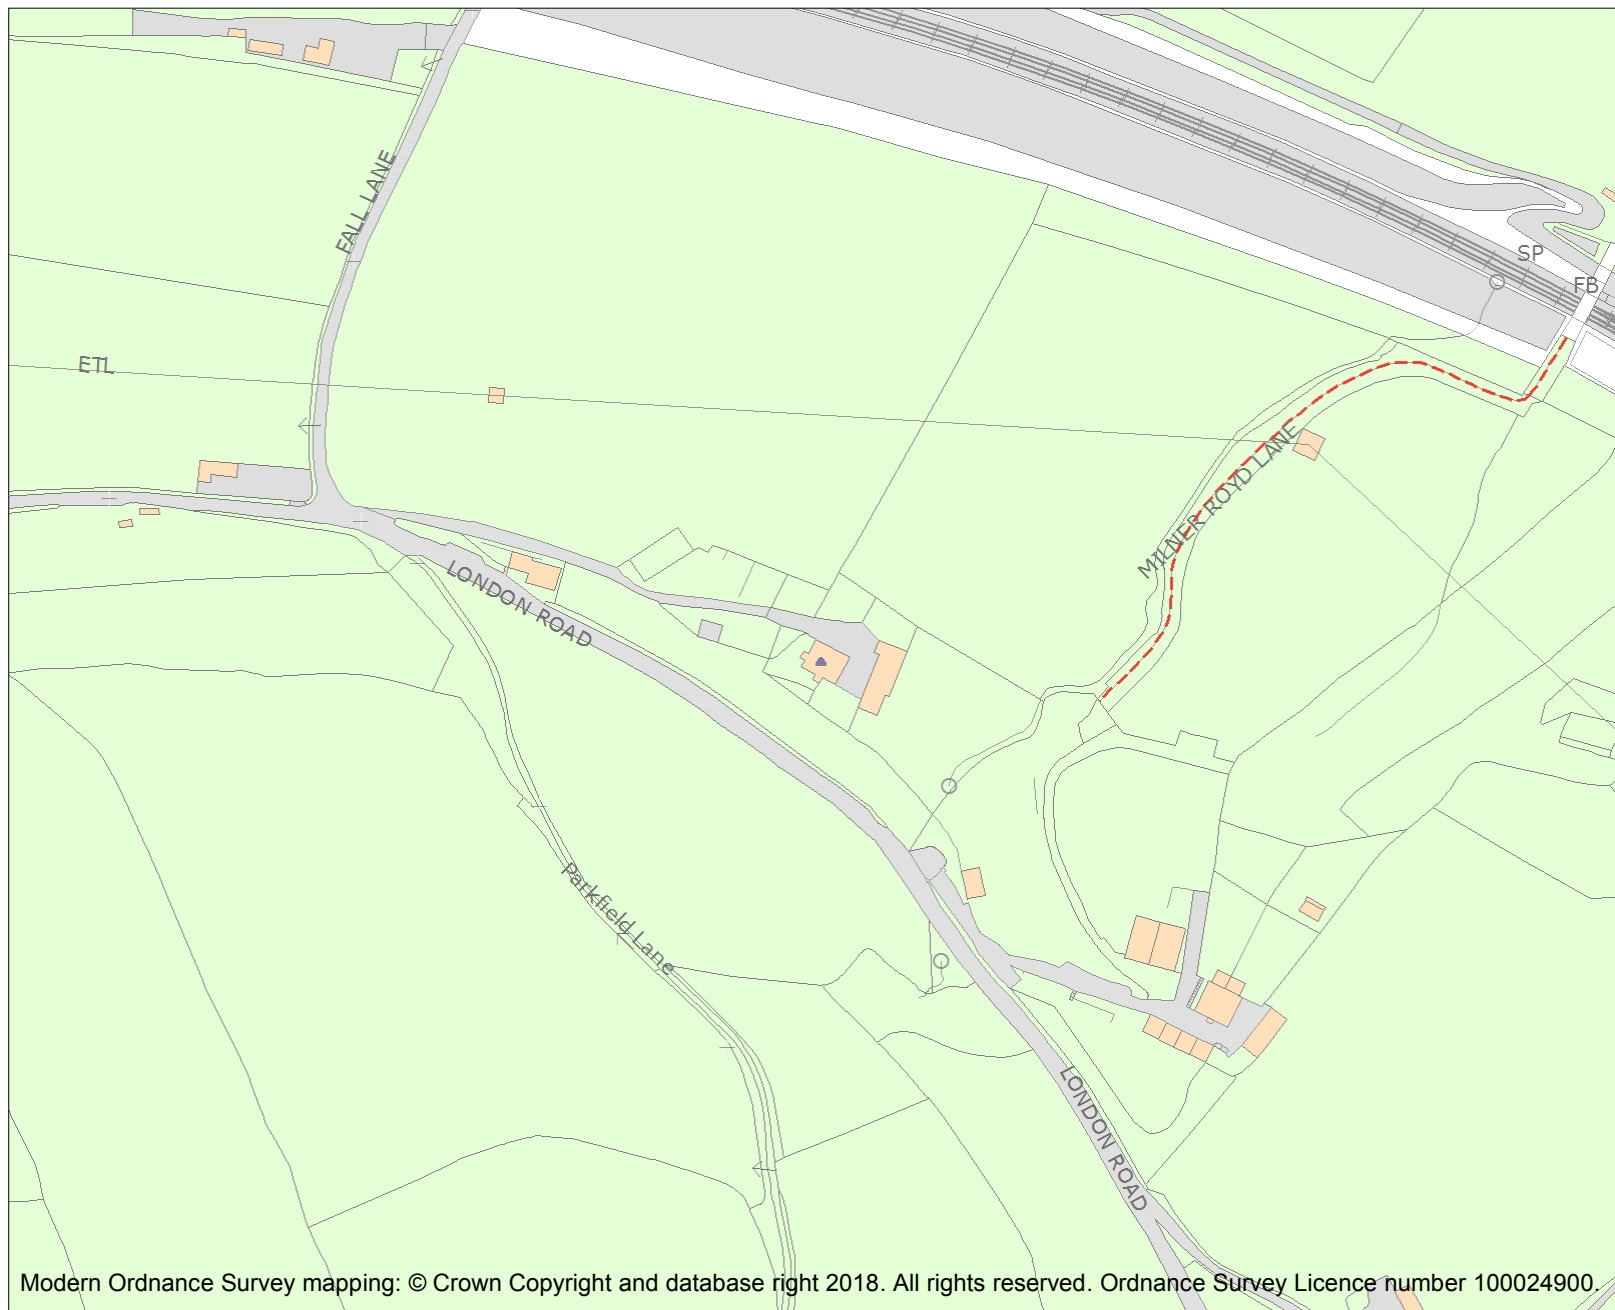 FALL LANE
SP
FB
ETL
MILNER ROYD LANE
LONDON ROAD
Parkfield Lane
LONDON ROAD
Modern Ordnance Survey mapping: © Crown Copyright and database right 2018. All rights reserved. Ordnance Survey Licence number 100024900.